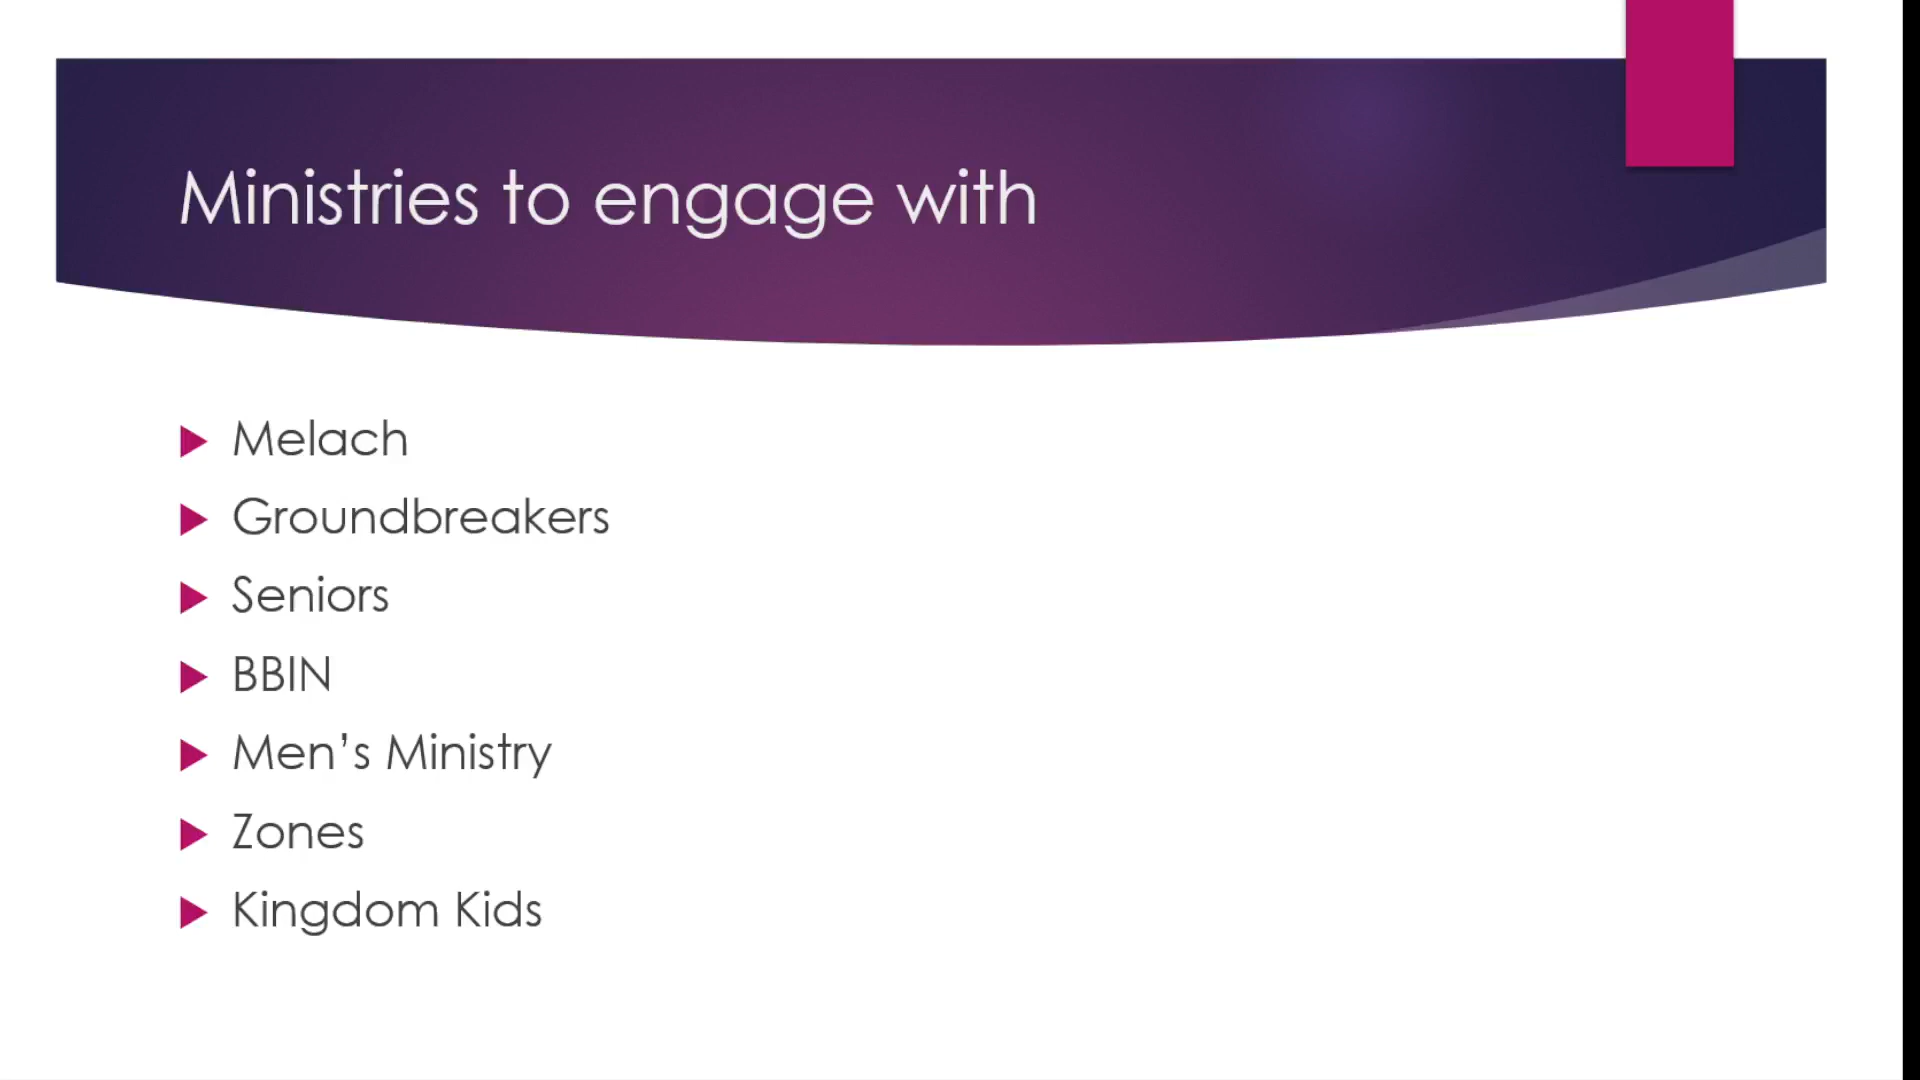 Ministries to engage with
Melach
Groundbreakers
Seniors
BBIN
Men’s Ministry
Zones
Kingdom Kids